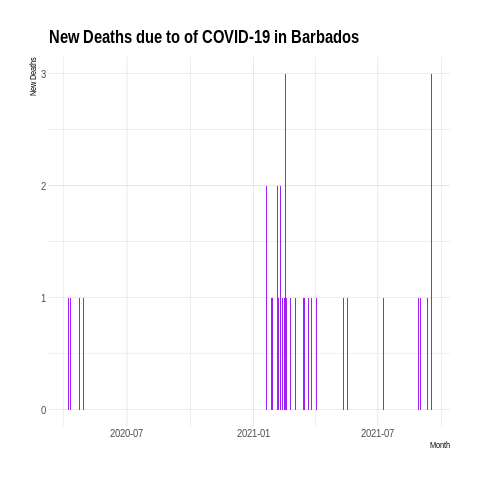 New Deaths due to of COVID-19 in Barbados
New Deaths
3
2
1
0
2020-07
2021-01
2021-07
Month